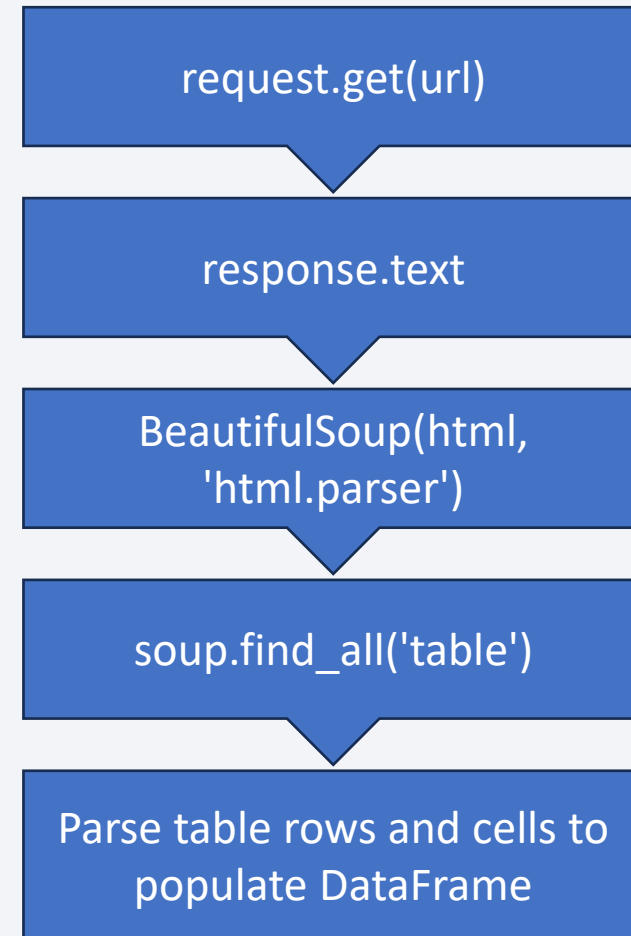 request.get(url)
response.text
BeautifulSoup(html,
'html.parser')
soup.find_all('table')
Parse table rows and cells to
populate DataFrame